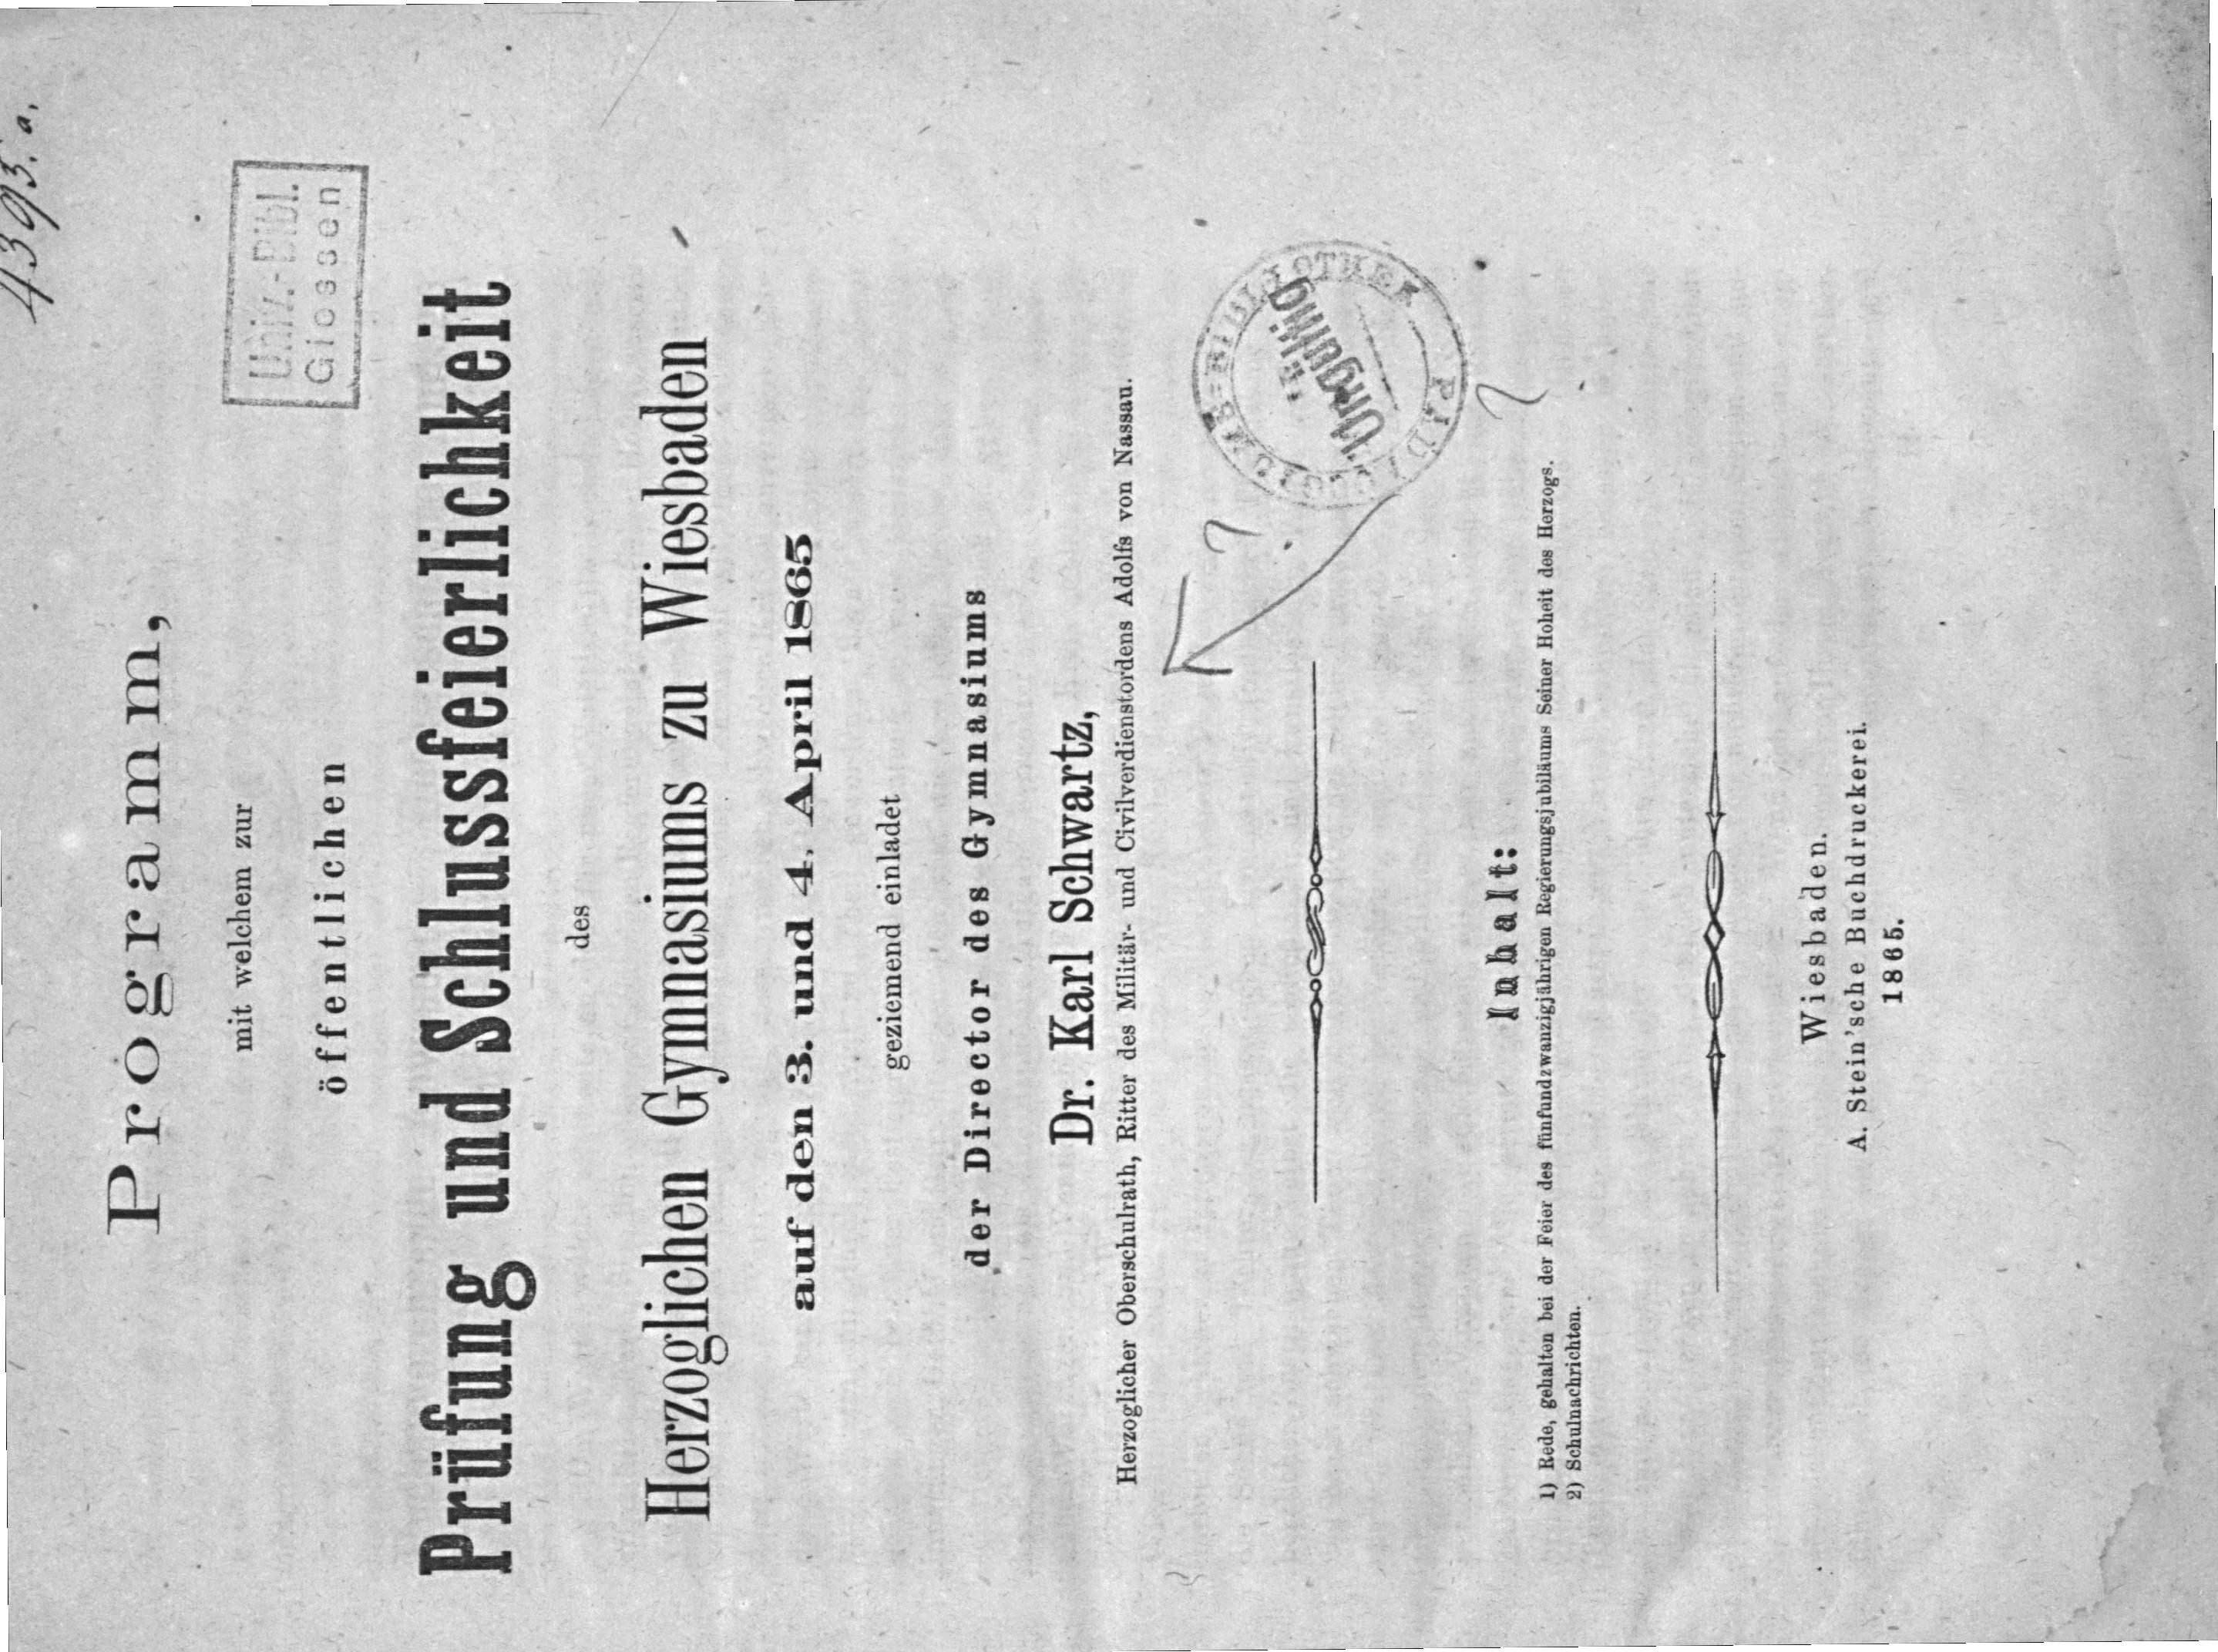 4393. a.
Programm,
Univ.-Bibl.
Giessen
mit welchem zur
öffentlichen
Prüfung und Schlussfeierlichkeit
des
Herzoglichen Gymnasiums zu Wiesbaden
auf den 3. und 4. April 1865
geziemend einladet
der Director des Gymnasiums
Dr. Karl Schwartz,
Herzoglicher Oberschulrath, Ritter des Militär- und Civilverdienstordens Adolfs von Nassau.
BIBLIOTHEK
Ungültig
Inhalt:
1) Rede, gehalten bei der Feier des fünfundzwanzigjährigen Regierungsjubiläums Seiner Hoheit des Herzogs.
2) Schulnachrichten.
Wiesbaden.
A. Stein'sche Buchdruckerei.
1865.